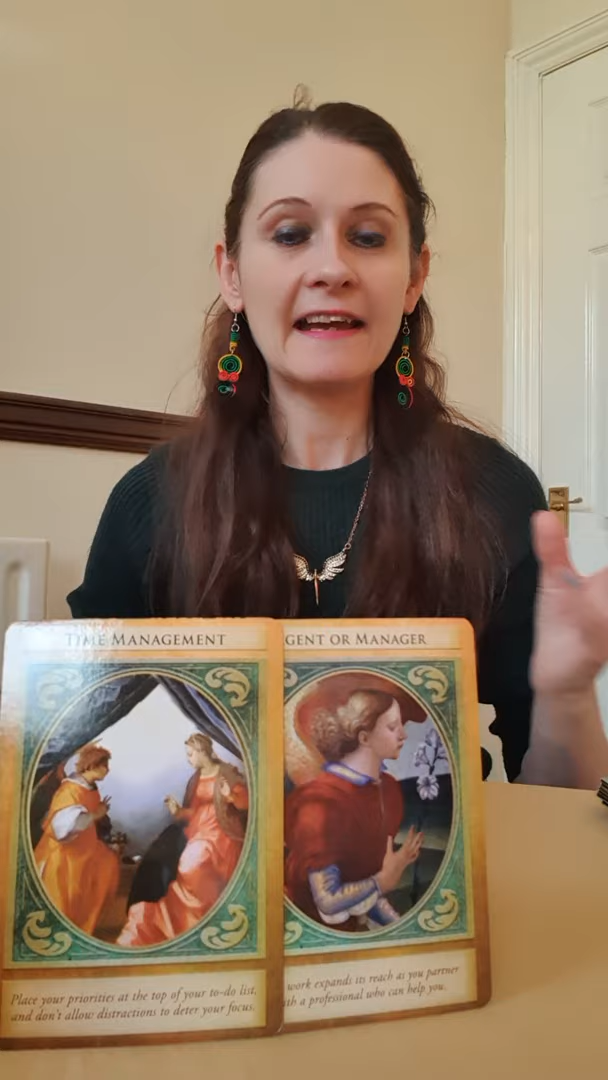 TIME MANAGEMENT
GENT OR MANAGER
Place your priorities at the top of your to-do list,
and don't allow distractions to deter your focus.
work expands its reach as you partner
with a professional who can help you.